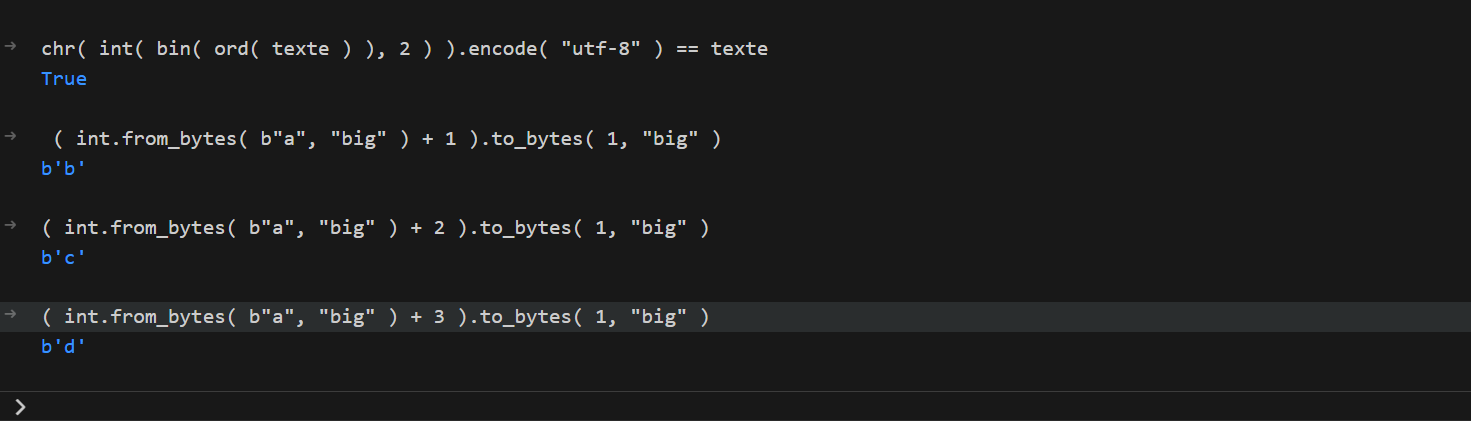 → chr( int( bin( ord( texte ) ), 2 ) ).encode( "utf-8" ) == texte
True
→ ( int.from_bytes( b"a", "big" ) + 1 ).to_bytes( 1, "big" )
b'b'
→ ( int.from_bytes( b"a", "big" ) + 2 ).to_bytes( 1, "big" )
b'c'
→ ( int.from_bytes( b"a", "big" ) + 3 ).to_bytes( 1, "big" )
b'd'